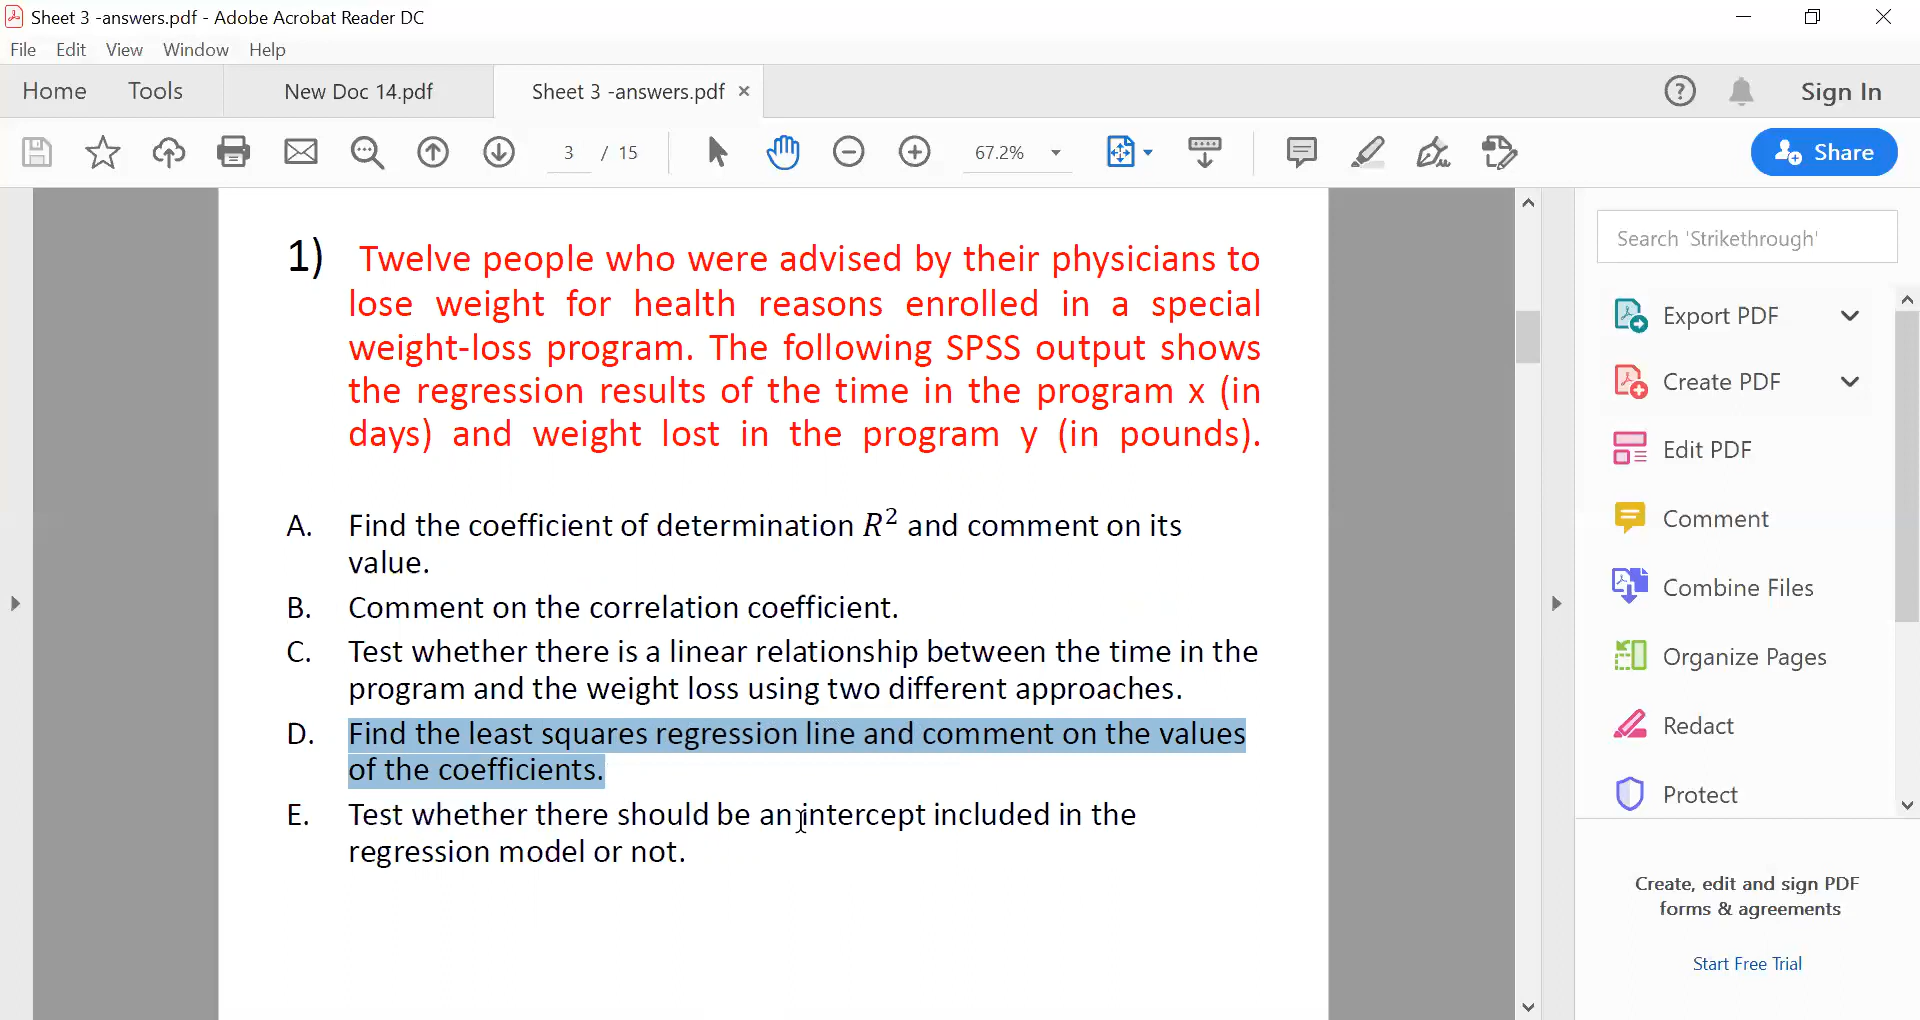 Sheet 3 -answers.pdf - Adobe Acrobat Reader DC
File Edit View Window Help
Home Tools New Doc 14.pdf Sheet 3 -answers.pdf × Sign In
3 / 15 67.2% Share
1) Twelve people who were advised by their physicians to
lose weight for health reasons enrolled in a special
weight-loss program. The following SPSS output shows
the regression results of the time in the program x (in
days) and weight lost in the program y (in pounds).
A. Find the coefficient of determination R² and comment on its
value.
B. Comment on the correlation coefficient.
C. Test whether there is a linear relationship between the time in the
program and the weight loss using two different approaches.
D. Find the least squares regression line and comment on the values
of the coefficients.
E. Test whether there should be an intercept included in the
regression model or not.
Search 'Strikethrough'
Export PDF
Create PDF
Edit PDF
Comment
Combine Files
Organize Pages
Redact
Protect
Create, edit and sign PDF
forms & agreements
Start Free Trial